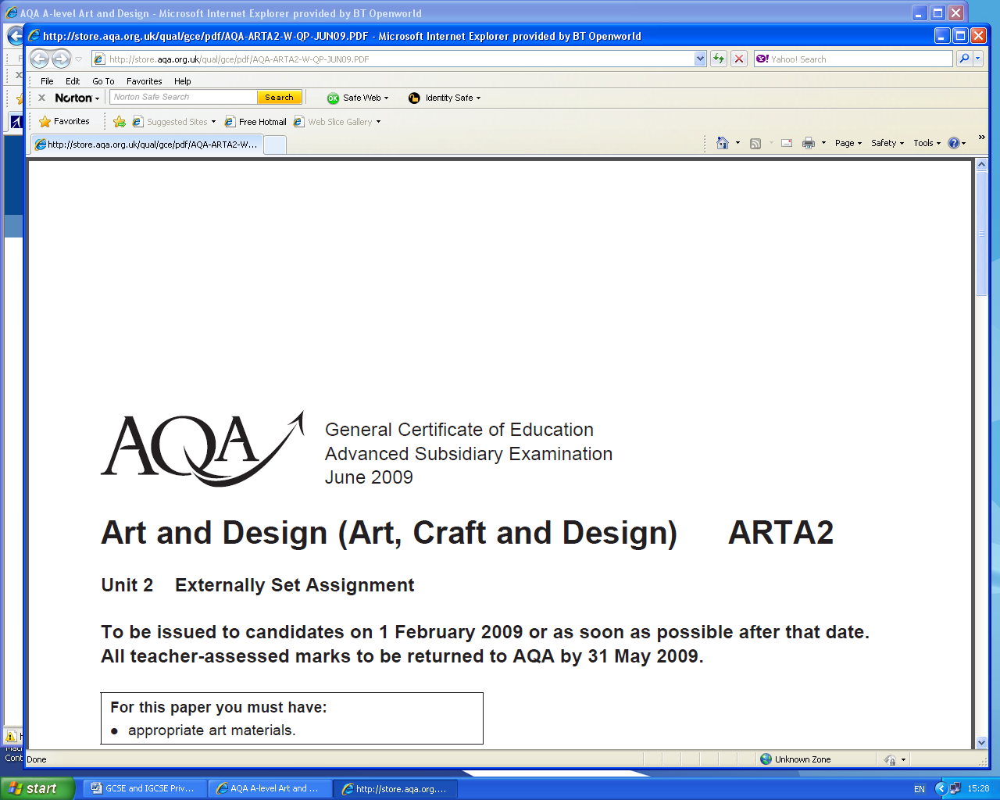 AQA A-level Art and Design - Microsoft Internet Explorer provided by BT Openworld
http://store.aqa.org.uk/qual/gce/pdf/AQA-ARTA2-W-QP-JUN09.PDF - Microsoft Internet Explorer provided by BT Openworld
http://store.aqa.org.uk/qual/gce/pdf/AQA-ARTA2-W-QP-JUN09.PDF
Yahoo! Search
File Edit Go To Favorites Help
x Norton Norton Safe Search Search OK Safe Web Identity Safe
Favorites Suggested Sites Free Hotmail Web Slice Gallery
http://store.aqa.org.uk/qual/gce/pdf/AQA-ARTA2-W... Page Safety Tools »
AQA
General Certificate of Education
Advanced Subsidiary Examination
June 2009
Art and Design (Art, Craft and Design) ARTA2
Unit 2 Externally Set Assignment
To be issued to candidates on 1 February 2009 or as soon as possible after that date.
All teacher-assessed marks to be returned to AQA by 31 May 2009.
For this paper you must have:
• appropriate art materials.
Cont
Done Unknown Zone
start GCSE and IGCSE Priv... AQA A-level Art and ... http://store.aqa.org.... EN 15:28